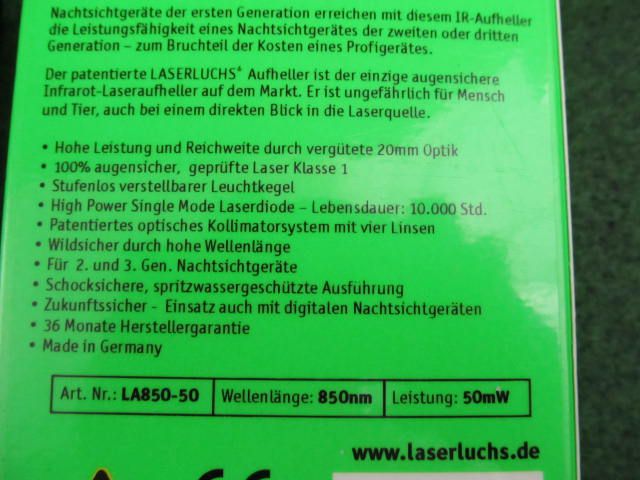 Nachtsichtgeräte der ersten Generation erreichen mit diesem IR-Aufheller
die Leistungsfähigkeit eines Nachtsichtgerätes der zweiten oder dritten
Generation – zum Bruchteil der Kosten eines Profigerätes.
Der patentierte LASERLUCHS® Aufheller ist der einzige augensichere
Infrarot-Laseraufheller auf dem Markt. Er ist ungefährlich für Mensch
und Tier, auch bei einem direkten Blick in die Laserquelle.
• Hohe Leistung und Reichweite durch vergütete 20mm Optik
• 100% augensicher, geprüfte Laser Klasse 1
• Stufenlos verstellbarer Leuchtkegel
• High Power Single Mode Laserdiode – Lebensdauer: 10.000 Std.
• Patentiertes optisches Kollimatorsystem mit vier Linsen
• Wildsicher durch hohe Wellenlänge
• Für 2. und 3. Gen. Nachtsichtgeräte
• Schocksichere, spritzwassergeschützte Ausführung
• Zukunftssicher - Einsatz auch mit digitalen Nachtsichtgeräten
• 36 Monate Herstellergarantie
• Made in Germany
Art. Nr.: LA850-50 Wellenlänge: 850nm Leistung: 50mW
www.laserluchs.de